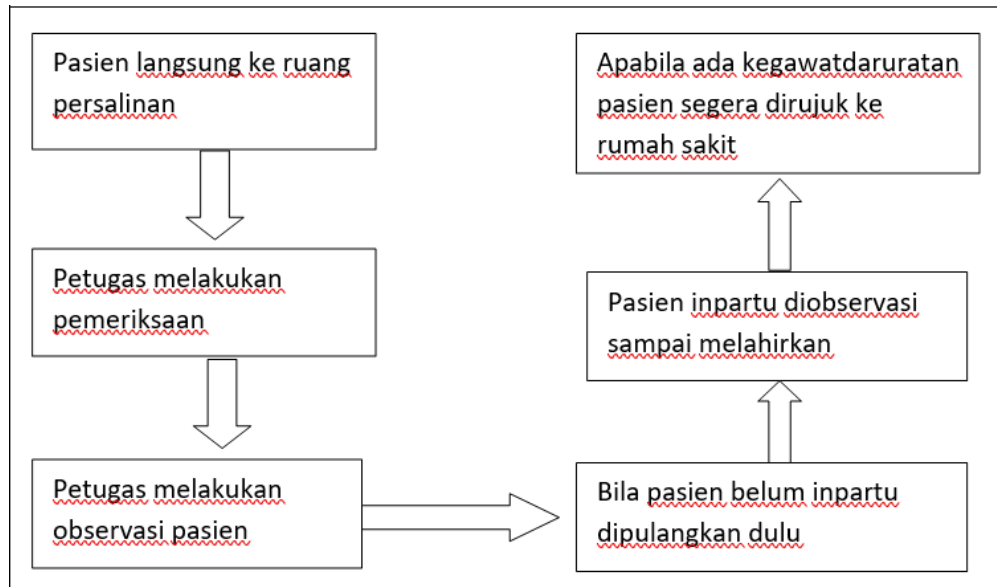 Pasien langsung ke ruang
persalinan
Petugas melakukan
pemeriksaan
Petugas melakukan
observasi pasien
Bila pasien belum inpartu
dipulangkan dulu
Pasien inpartu diobservasi
sampai melahirkan
Apabila ada kegawatdaruratan
pasien segera dirujuk ke
rumah sakit